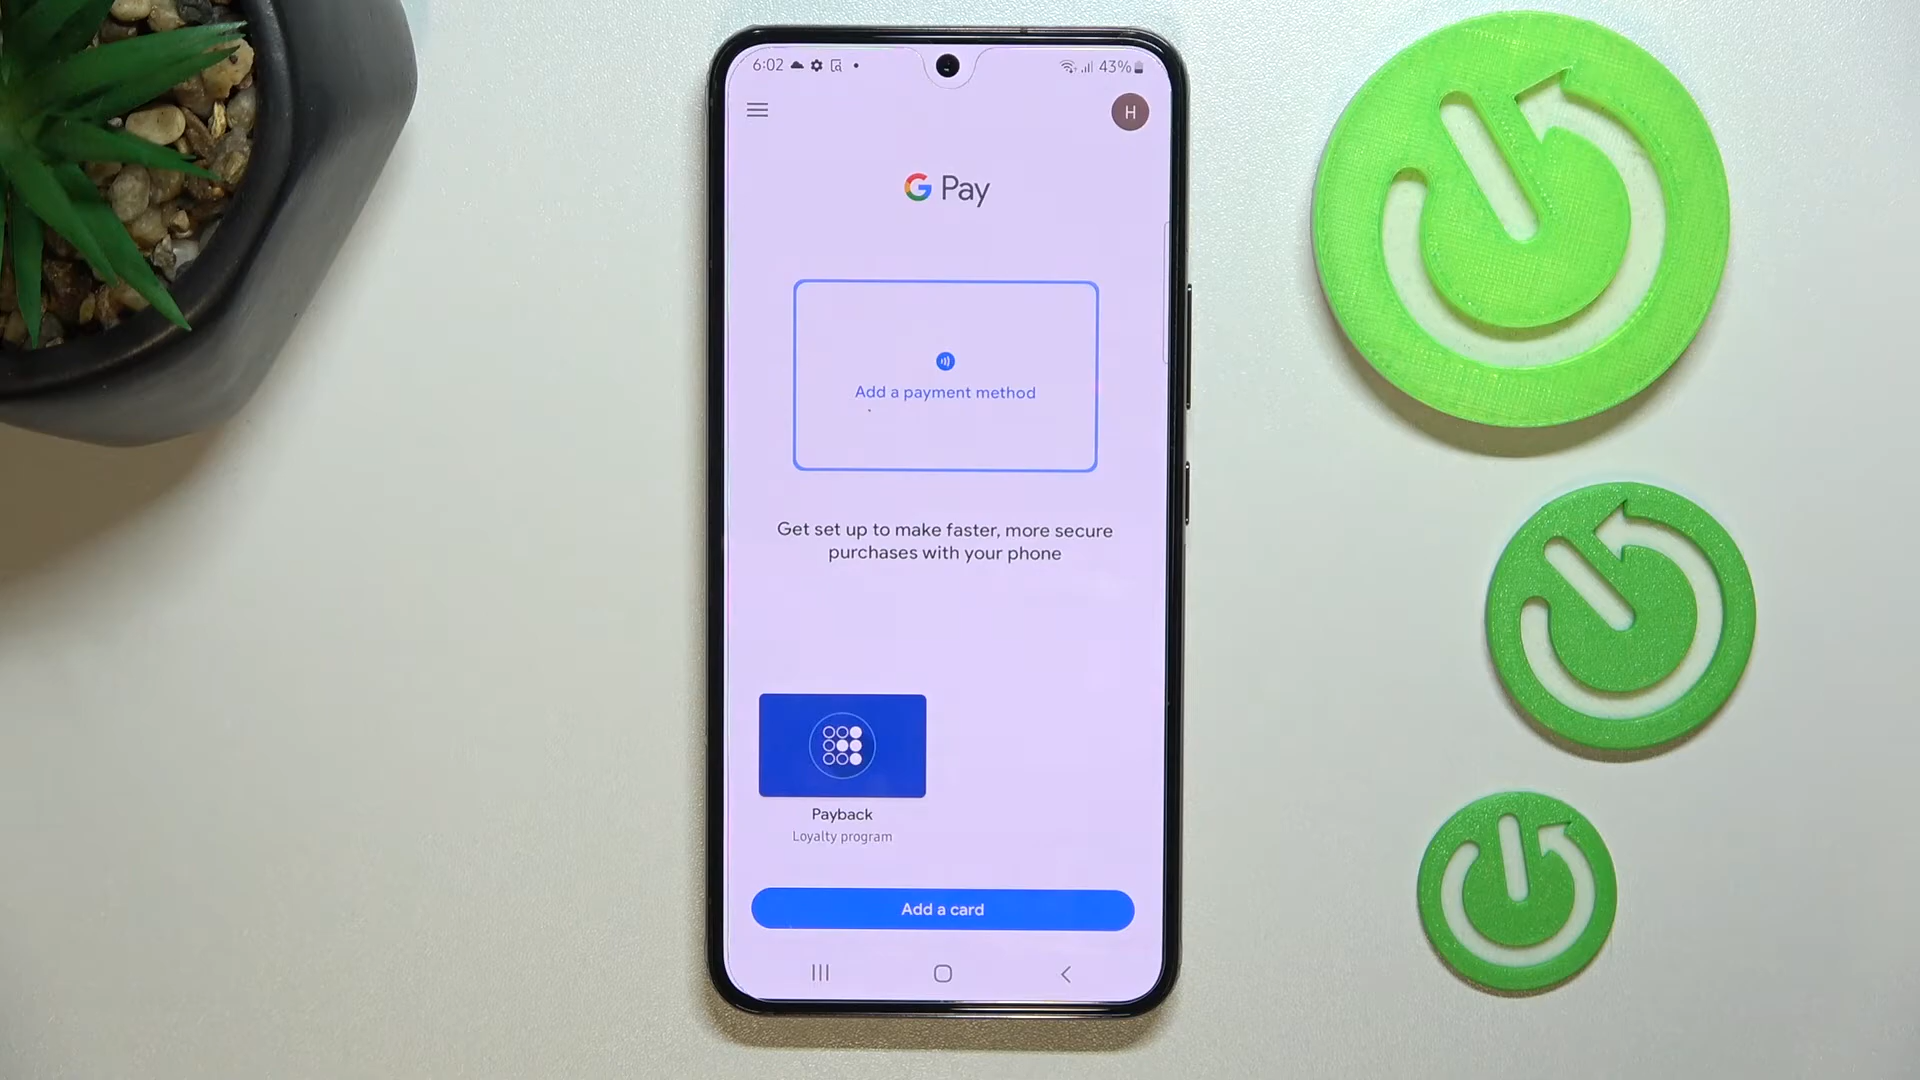 6:02
43%
H
G Pay
Add a payment method
Get set up to make faster, more secure
purchases with your phone
Payback
Loyalty program
Add a card